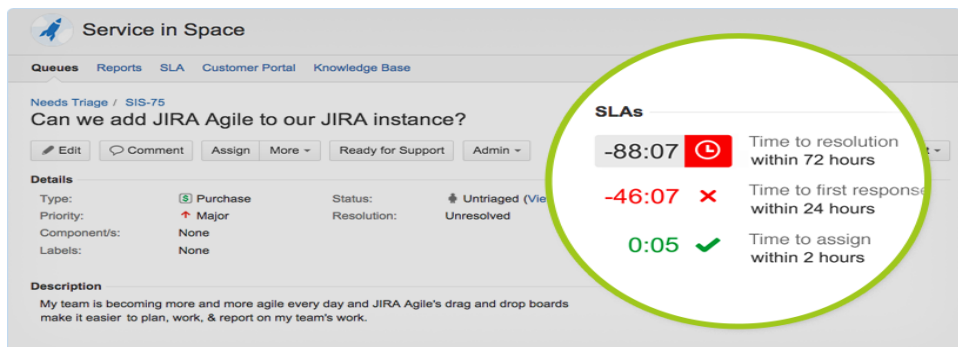 Service in Space
Queues Reports SLA Customer Portal Knowledge Base
Needs Triage / SIS-75
Can we add JIRA Agile to our JIRA instance?
Edit Comment Assign More Ready for Support Admin
Details
Type: Purchase Status: Untriaged (Vie
Priority: Major Resolution: Unresolved
Component/s: None
Labels: None
Description
My team is becoming more and more agile every day and JIRA Agile's drag and drop boards
make it easier to plan, work, & report on my team's work.
SLAs
-88:07 Time to resolution
within 72 hours
-46:07 Time to first response
within 24 hours
0:05 Time to assign
within 2 hours